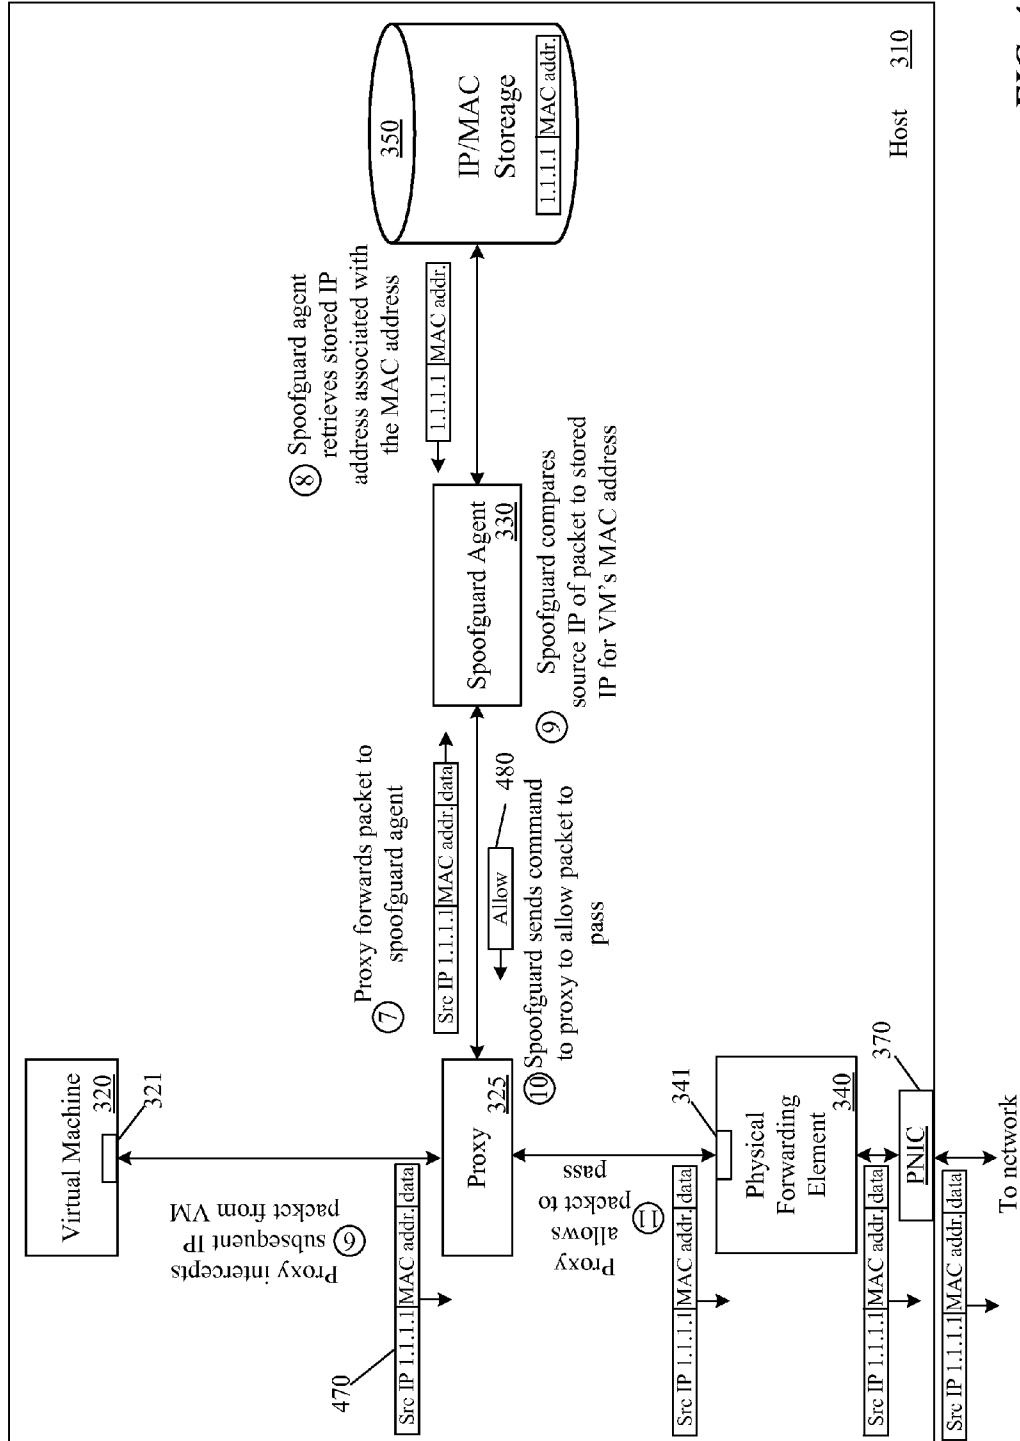 Virtual Machine
320
321
⑥ Proxy intercepts
subsequent IP
packet from VM
470
Src IP 1.1.1.1 MAC addr. data
Proxy
325
⑦ Proxy forwards packet to
spoofguard agent
Src IP 1.1.1.1 MAC addr. data
Allow
480
⑩ Spoofguard sends command
to proxy to allow packet to
pass
Spoofguard Agent
330
⑧ Spoofguard agent
retrieves stored IP
address associated with
the MAC address
1.1.1.1 MAC addr.
⑨ Spoofguard compares
source IP of packet to stored
IP for VM's MAC address
350
IP/MAC
Storeage
1.1.1.1 MAC addr.
⑪ Proxy
allows
packet to
pass
Src IP 1.1.1.1 MAC addr. data
341
Physical
Forwarding
Element
340
Src IP 1.1.1.1 MAC addr. data
370
PNIC
Src IP 1.1.1.1 MAC addr. data
To network
Host 310